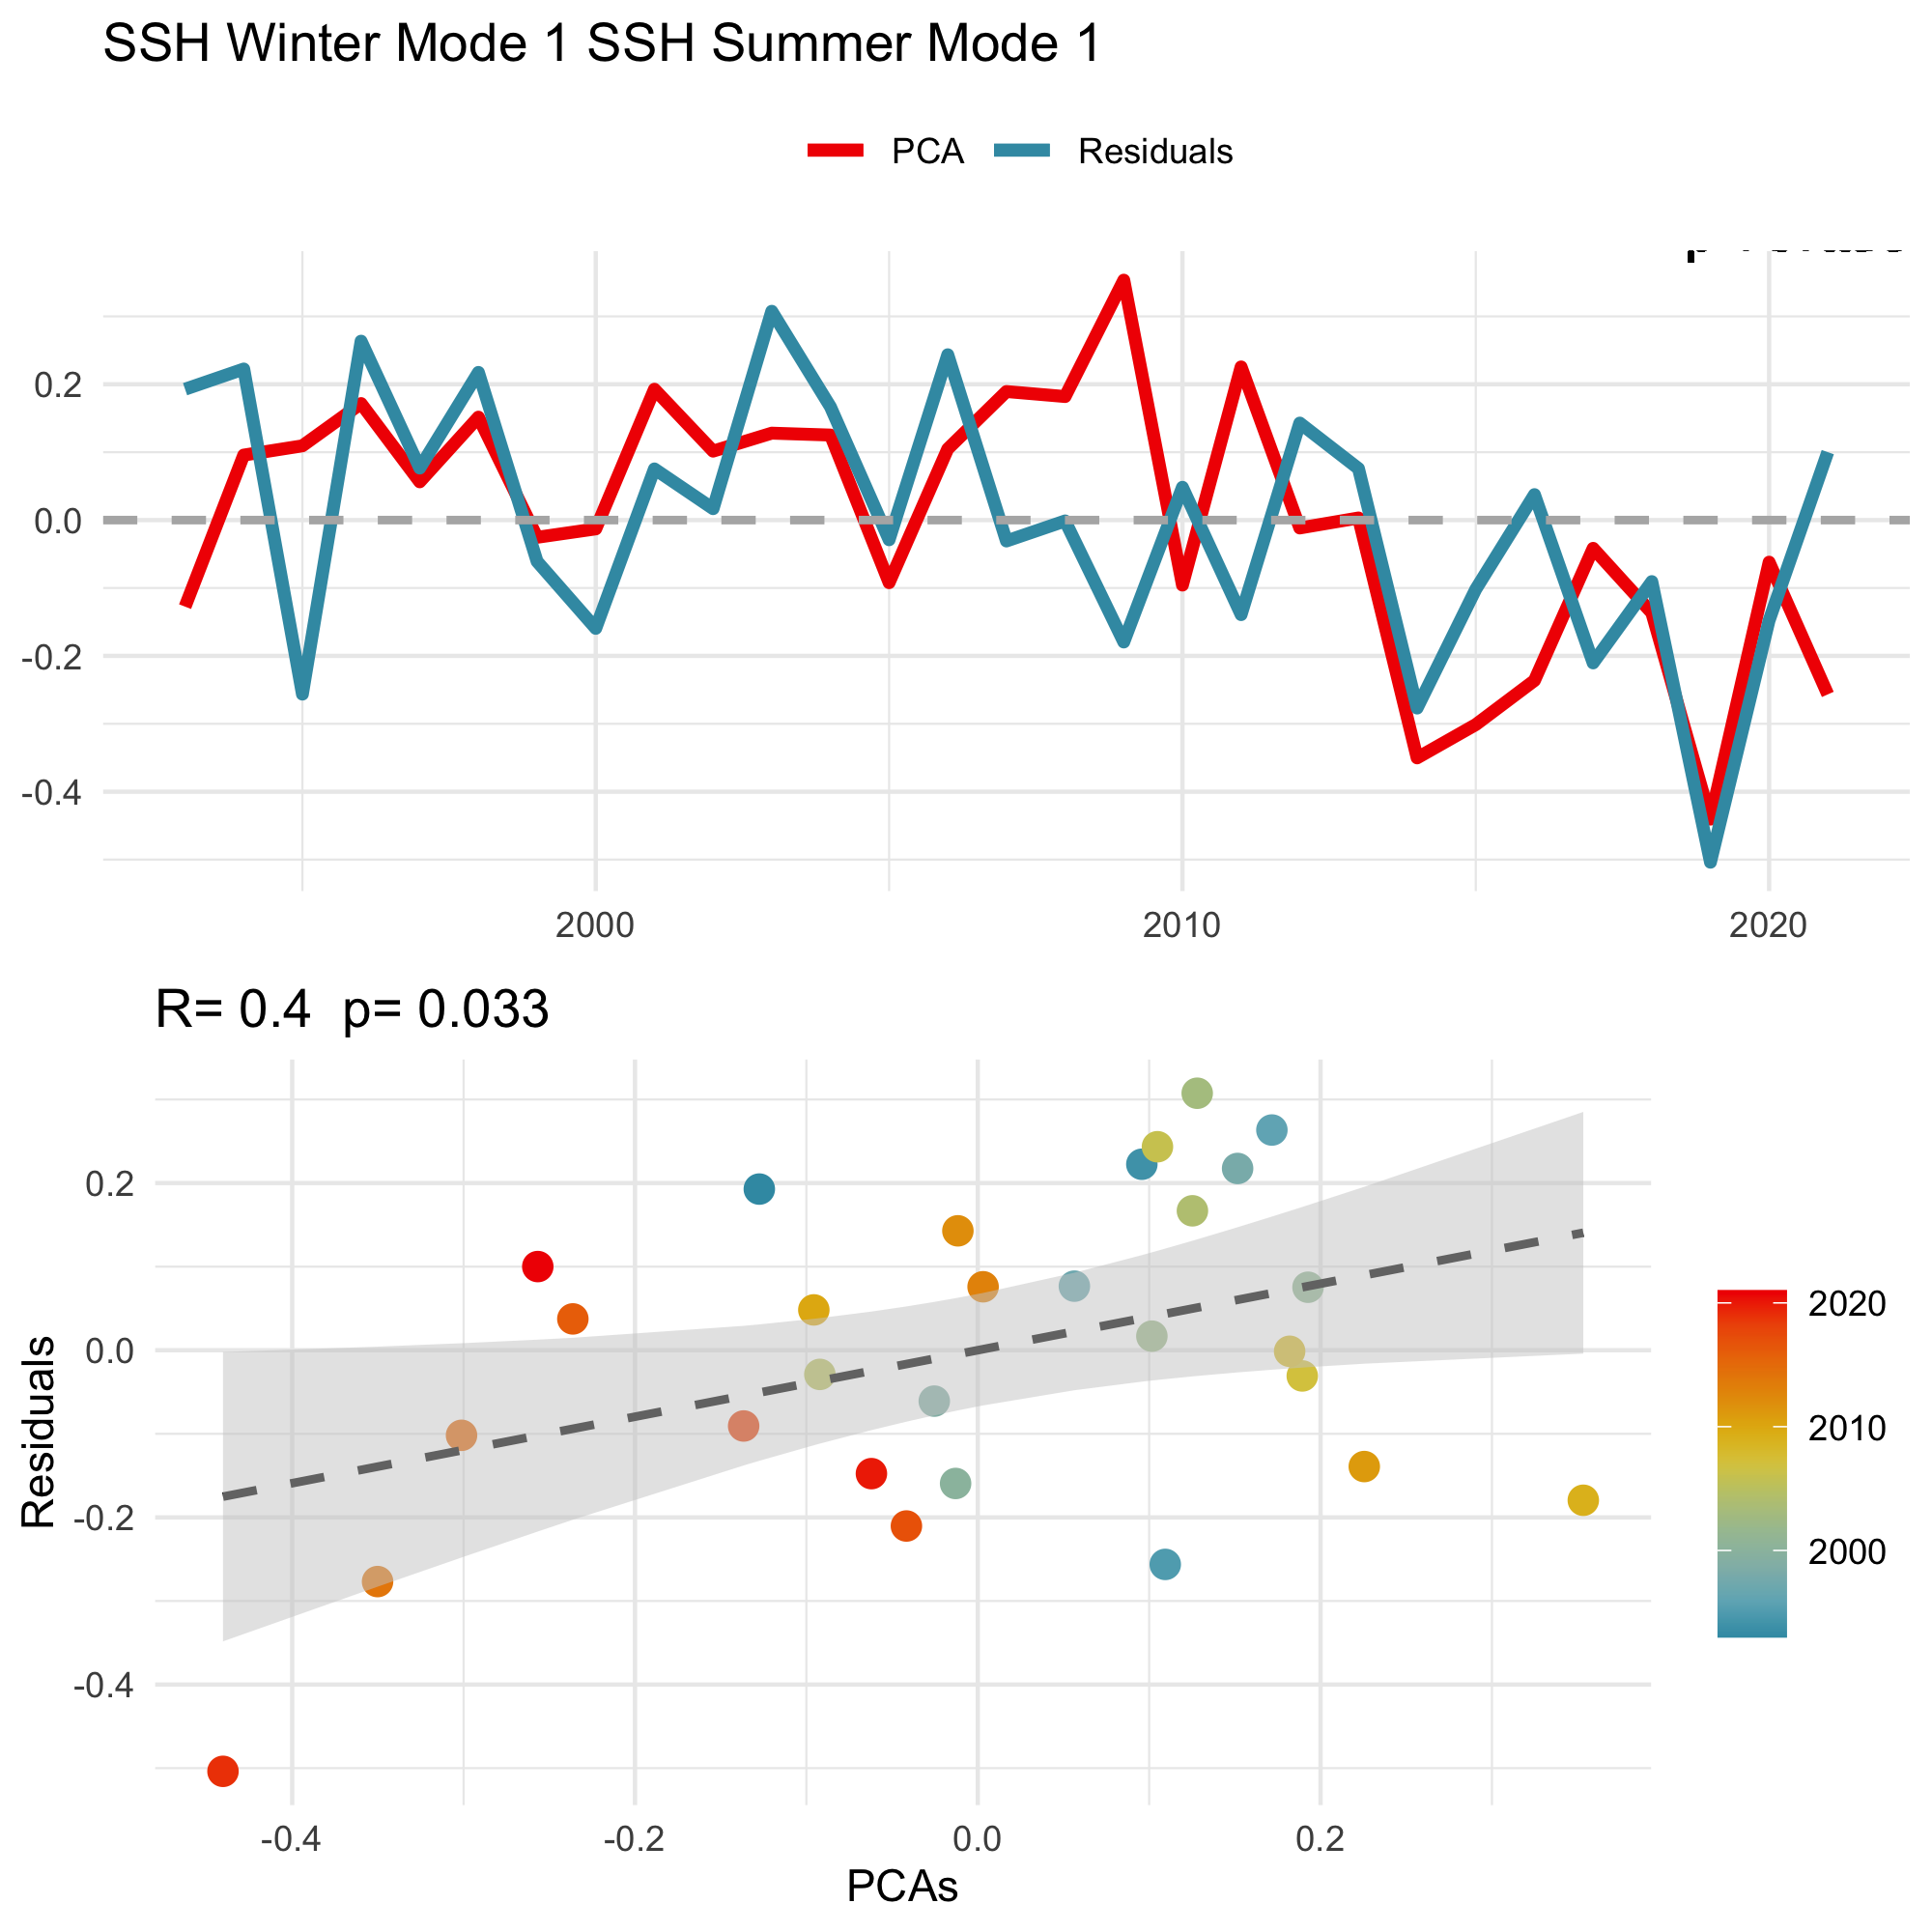 SSH Winter Mode 1 SSH Summer Mode 1
PCA Residuals
0.2
0.0
-0.2
-0.4
2000 2010 2020
R= 0.4 p= 0.033
Residuals
0.2
0.0
-0.2
-0.4
-0.4 -0.2 0.0 0.2
PCAs
2020
2010
2000